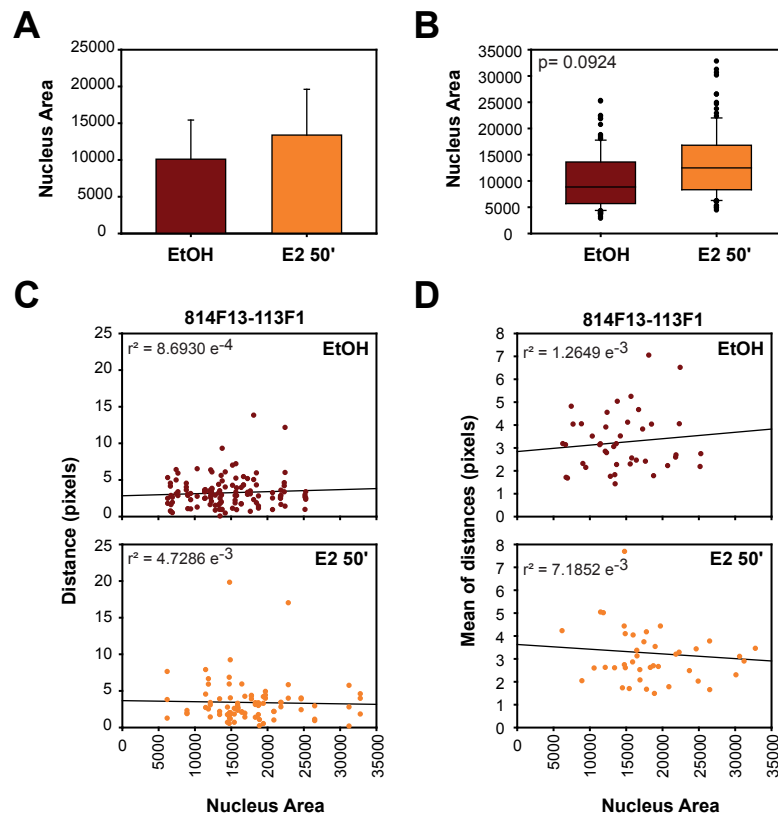 A
25000
20000
15000
10000
5000
0
Nucleus Area
EtOH
E2 50'
B
35000
30000
25000
20000
15000
10000
5000
0
Nucleus Area
p= 0.0924
EtOH
E2 50'
C
814F13-113F1
25
20
15
10
5
0
r² = 8.6930 e-4
EtOH
25
20
15
10
5
0
r² = 4.7286 e-3
E2 50'
Distance (pixels)
0
5000
10000
15000
20000
25000
30000
35000
Nucleus Area
D
814F13-113F1
8
7
6
5
4
3
2
1
0
r² = 1.2649 e-3
EtOH
8
7
6
5
4
3
2
1
0
r² = 7.1852 e-3
E2 50'
Mean of distances (pixels)
0
5000
10000
15000
20000
25000
30000
35000
Nucleus Area